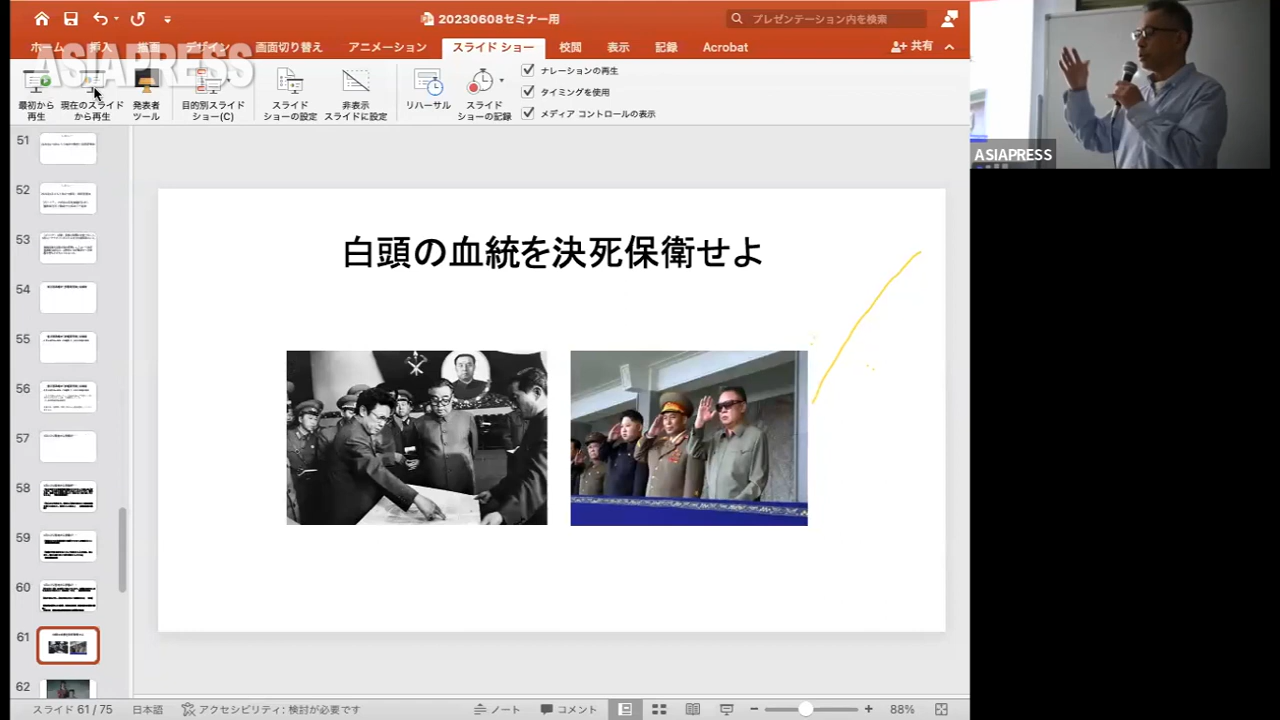 20230608セミナー用
プレゼンテーション内を検索
ホーム 挿入 描画 デザイン 画面切り替え アニメーション スライド ショー 校閲 表示 記録 Acrobat 共有
ASIAPRESS
最初から再生
現在のスライドから再生
発表者ツール
目的別スライドショー(C)
スライドショーの設定
非表示スライドに設定
リハーサル
スライドショーの記録
ナレーションの再生
タイミングを使用
メディア コントロールの表示
ASIAPRESS
51
52
53
54
55
56
57
58
59
60
61
62
白頭の血統を決死保衛せよ
スライド 61 / 75 日本語 アクセシビリティ: 検討が必要です ノート コメント 88%